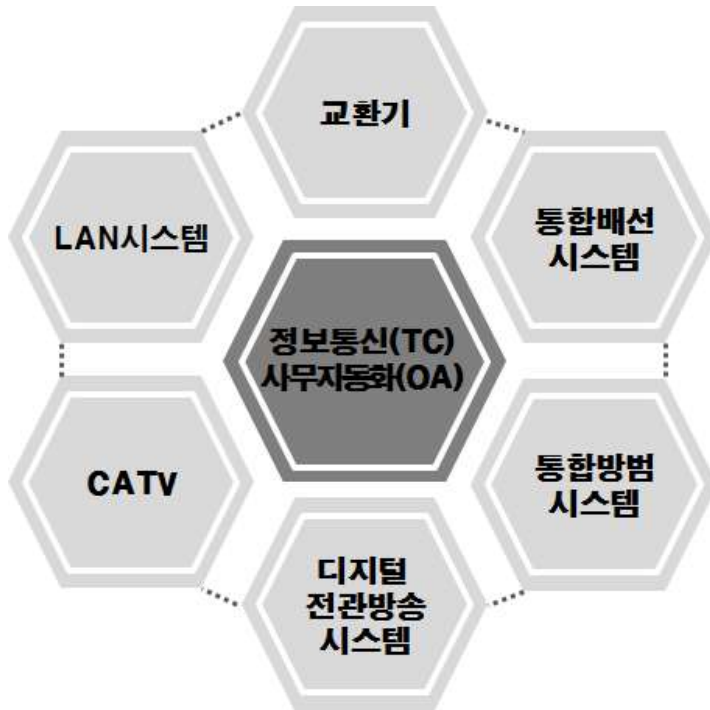 교환기
통합배선
시스템
통합방범
시스템
디지털
전관방송
시스템
CATV
LAN시스템
정보통신(TC)
사무자동화(OA)